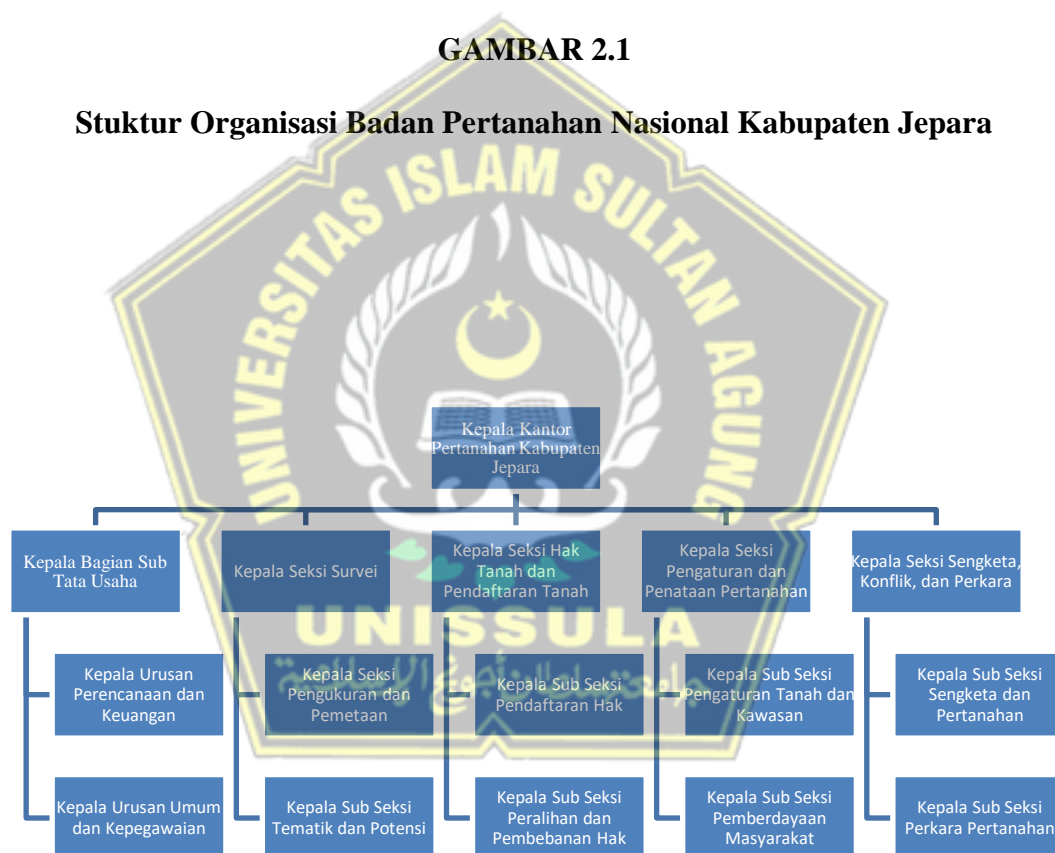 GAMBAR 2.1
Stuktur Organisasi Badan Pertanahan Nasional Kabupaten Jepara
UNIVERSITAS ISLAM SULTAN AGUNG
Kepala Kantor
Pertanahan Kabupaten
Jepara
Kepala Bagian Sub
Tata Usaha
Kepala Seksi Survei
Kepala Seksi Hak
Tanah dan
Pendaftaran Tanah
Kepala Seksi
Pengaturan dan
Penataan Pertanahan
Kepala Seksi Sengketa,
Konflik, dan Perkara
UNISSULA
جامعتنسلطان أجونج الإسلامية
Kepala Urusan
Perencanaan dan
Keuangan
Kepala Seksi
Pengukuran dan
Pemetaan
Kepala Sub Seksi
Pendaftaran Hak
Kepala Sub Seksi
Pengaturan Tanah dan
Kawasan
Kepala Sub Seksi
Sengketa dan
Pertanahan
Kepala Urusan Umum
dan Kepegawaian
Kepala Sub Seksi
Tematik dan Potensi
Kepala Sub Seksi
Peralihan dan
Pembebanan Hak
Kepala Sub Seksi
Pemberdayaan
Masyarakat
Kepala Sub Seksi
Perkara Pertanahan